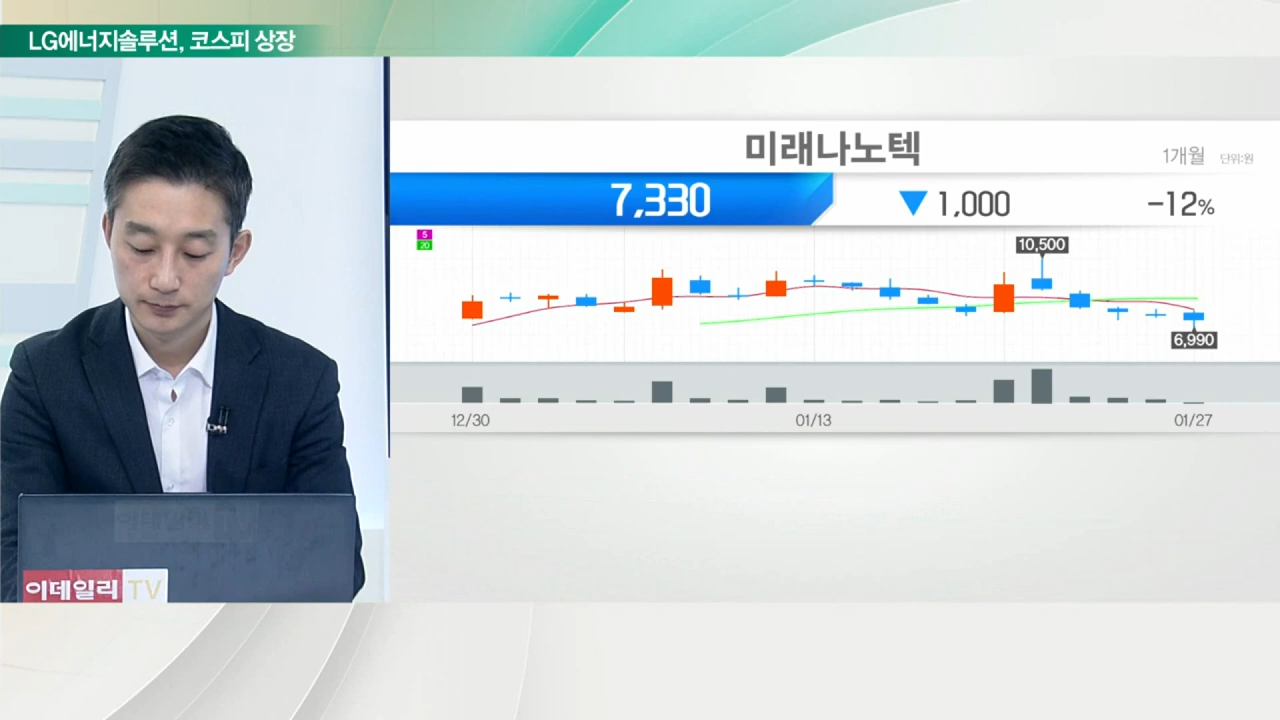 LG에너지솔루션, 코스피 상장
미래나노텍
1개월 단위:원
7,330 ▼ 1,000 -12%
5
20
10,500
6,990
12/30 01/13 01/27
이데일리 TV